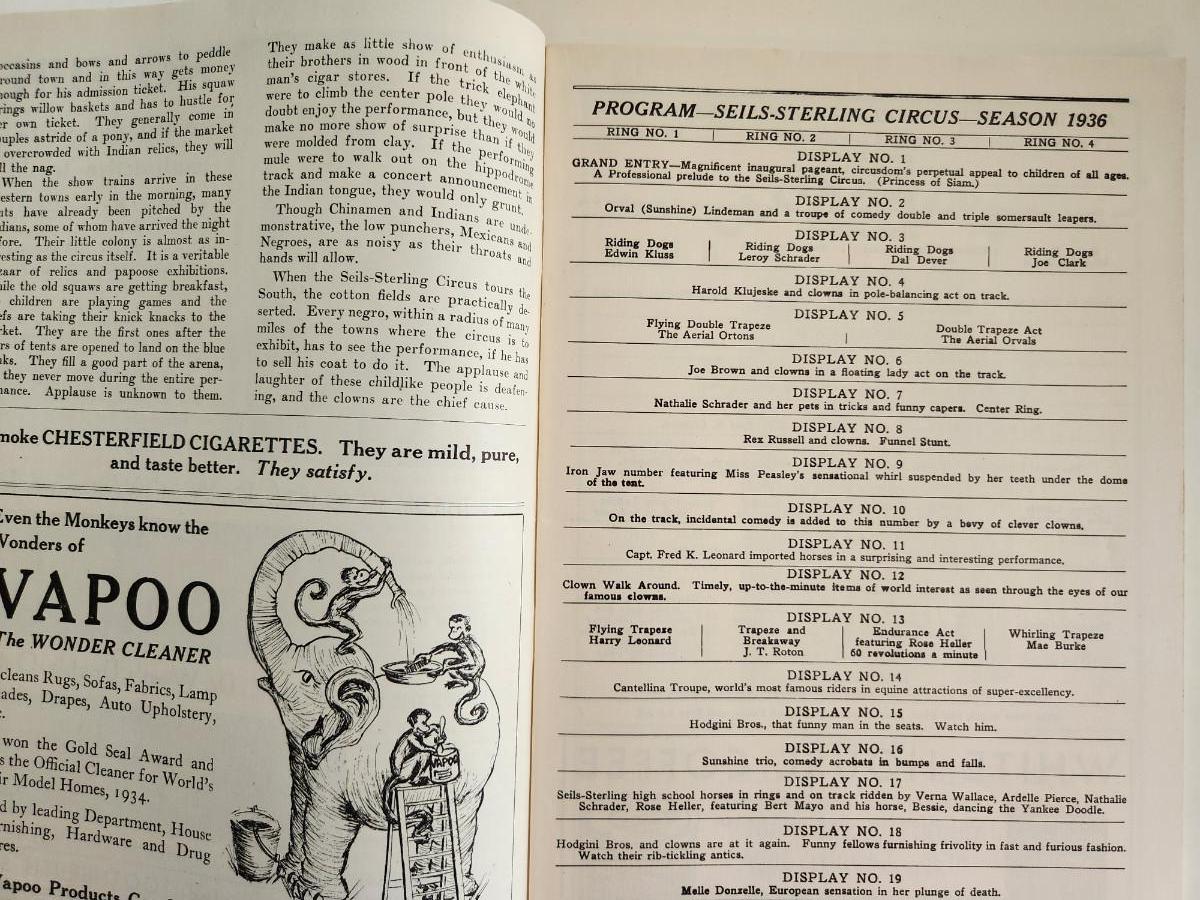 and bows and arrows to peddle
town and in this way gets money
for his admission ticket. His squaw
willow baskets and has to hustle for
own ticket. They generally come in
astride of a pony, and if the market
overcrowded with Indian relics, they will
the nag.
When the show trains arrive in these
towns early in the morning, many
have already been pitched by the
some of whom have arrived the night
Their little colony is almost as in-
as the circus itself. It is a veritable
of relics and papoose exhibitions.
the old squaws are getting breakfast,
children are playing games and the
are taking their knick knacks to the
They are the first ones after the
of tents are opened to land on the blue
They fill a good part of the arena,
they never move during the entire per-
Applause is unknown to them.
They make as little show of enthusiasm as
their brothers in wood in front of the white
man's cigar stores. If the trick elephant
were to climb the center pole they would no
doubt enjoy the performance, but they would
make no more show of surprise than if they
were molded from clay. If the performing
mule were to walk out on the hippodrome
track and make a concert announcement in
the Indian tongue, they would only grunt.
Though Chinamen and Indians are unde-
monstrative, the low punchers, Mexicans and
Negroes, are as noisy as their throats and
hands will allow.
When the Seils-Sterling Circus tours the
South, the cotton fields are practically de-
serted. Every negro, within a radius of many
miles of the towns where the circus is to
exhibit, has to see the performance, if he has
to sell his coat to do it. The applause and
laughter of these childlike people is deafen-
ing, and the clowns are the chief cause.
CHESTERFIELD CIGARETTES. They are mild, pure,
and taste better. They satisfy.
Even the Monkeys know the
Wonders of
VAPOO
The WONDER CLEANER
cleans Rugs, Sofas, Fabrics, Lamp
Drapes, Auto Upholstery,
won the Gold Seal Award and
the Official Cleaner for World's
Model Homes, 1934.
by leading Department, House
Hardware and Drug
Vapoo Products
VAPOO
PROGRAM—SEILS-STERLING CIRCUS—SEASON 1936
RING NO. 1 | RING NO. 2 | RING NO. 3 | RING NO. 4
DISPLAY NO. 1
GRAND ENTRY—Magnificent inaugural pageant, circusdom's perpetual appeal to children of all ages.
A Professional prelude to the Seils-Sterling Circus. (Princess of Siam.)
DISPLAY NO. 2
Orval (Sunshine) Lindeman and a troupe of comedy double and triple somersault leapers.
DISPLAY NO. 3
Riding Dogs | Riding Dogs | Riding Dogs | Riding Dogs
Edwin Kluss | Leroy Schrader | Dal Dever | Joe Clark
DISPLAY NO. 4
Harold Klujeske and clowns in pole-balancing act on track.
DISPLAY NO. 5
Flying Double Trapeze | Double Trapeze Act
The Aerial Ortons | The Aerial Orvals
DISPLAY NO. 6
Joe Brown and clowns in a floating lady act on the track.
DISPLAY NO. 7
Nathalie Schrader and her pets in tricks and funny capers. Center Ring.
DISPLAY NO. 8
Rex Russell and clowns. Funnel Stunt.
DISPLAY NO. 9
Iron Jaw number featuring Miss Peasley's sensational whirl suspended by her teeth under the dome
of the tent.
DISPLAY NO. 10
On the track, incidental comedy is added to this number by a bevy of clever clowns.
DISPLAY NO. 11
Capt. Fred K. Leonard imported horses in a surprising and interesting performance.
DISPLAY NO. 12
Clown Walk Around. Timely, up-to-the-minute items of world interest as seen through the eyes of our
famous clowns.
DISPLAY NO. 13
Flying Trapeze | Trapeze and | Endurance Act | Whirling Trapeze
Harry Leonard | Breakaway | featuring Rose Heller | Mae Burke
J. T. Roton | 60 revolutions a minute
DISPLAY NO. 14
Cantellina Troupe, world's most famous riders in equine attractions of super-excellency.
DISPLAY NO. 15
Hodgini Bros., that funny man in the seats. Watch him.
DISPLAY NO. 16
Sunshine trio, comedy acrobats in bumps and falls.
DISPLAY NO. 17
Seils-Sterling high school horses in rings and on track ridden by Verna Wallace, Ardelle Pierce, Nathalie
Schrader, Rose Heller, featuring Bert Mayo and his horse, Bessie, dancing the Yankee Doodle.
DISPLAY NO. 18
Hodgini Bros. and clowns are at it again. Funny fellows furnishing frivolity in fast and furious fashion.
Watch their rib-tickling antics.
DISPLAY NO. 19
Melle Donzelle, European sensation in her plunge of death.